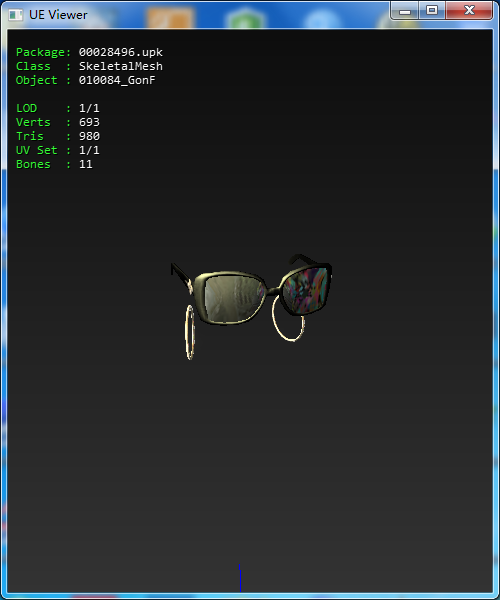 UE Viewer
Package: 00028496.upk
Class : SkeletalMesh
Object : 010084_GonF
LOD : 1/1
Verts : 693
Tris : 980
UV Set : 1/1
Bones : 11